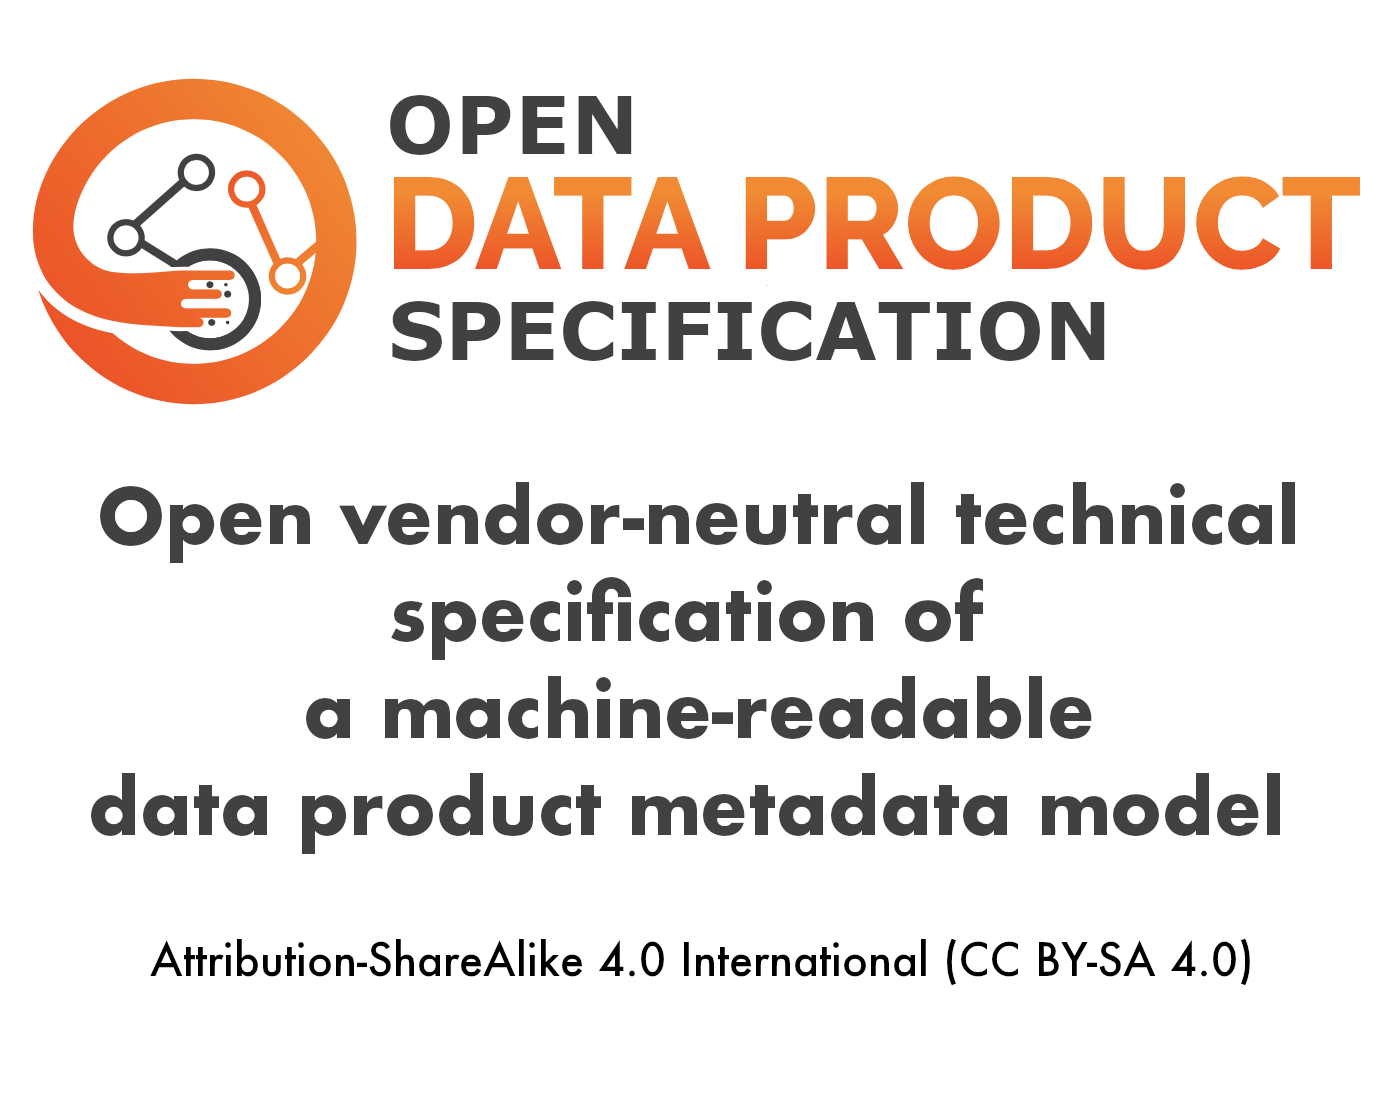 OPEN
DATA PRODUCT
SPECIFICATION
Open vendor-neutral technical
specification of
a machine-readable
data product metadata model
Attribution-ShareAlike 4.0 International (CC BY-SA 4.0)